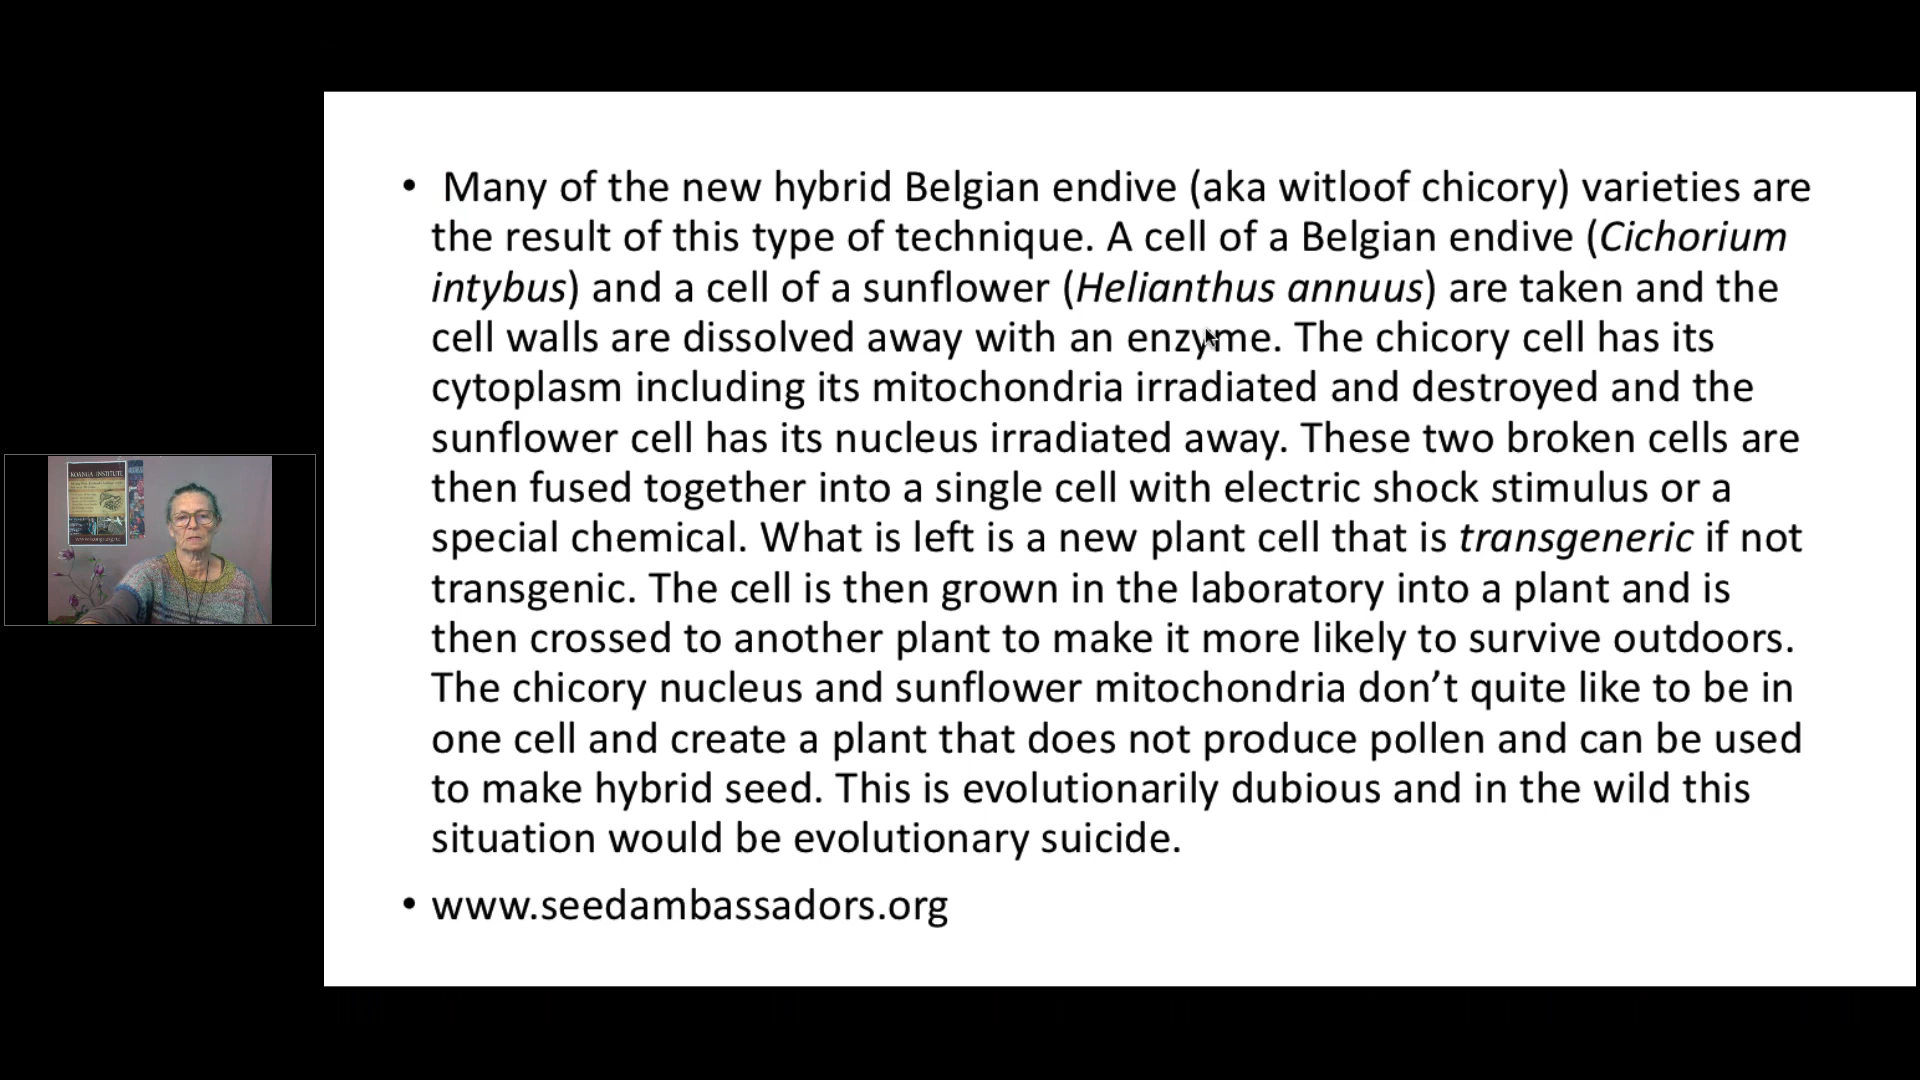 • Many of the new hybrid Belgian endive (aka witloof chicory) varieties are
the result of this type of technique. A cell of a Belgian endive (Cichorium
intybus) and a cell of a sunflower (Helianthus annuus) are taken and the
cell walls are dissolved away with an enzyme. The chicory cell has its
cytoplasm including its mitochondria irradiated and destroyed and the
sunflower cell has its nucleus irradiated away. These two broken cells are
then fused together into a single cell with electric shock stimulus or a
special chemical. What is left is a new plant cell that is transgeneric if not
transgenic. The cell is then grown in the laboratory into a plant and is
then crossed to another plant to make it more likely to survive outdoors.
The chicory nucleus and sunflower mitochondria don’t quite like to be in
one cell and create a plant that does not produce pollen and can be used
to make hybrid seed. This is evolutionarily dubious and in the wild this
situation would be evolutionary suicide.
• www.seedambassadors.org
KOANGA INSTITUTE